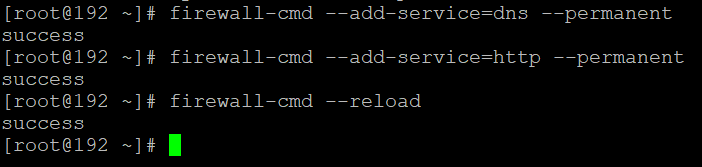 [root@192 ~]# firewall-cmd --add-service=dns --permanent
success
[root@192 ~]# firewall-cmd --add-service=http --permanent
success
[root@192 ~]# firewall-cmd --reload
success
[root@192 ~]#